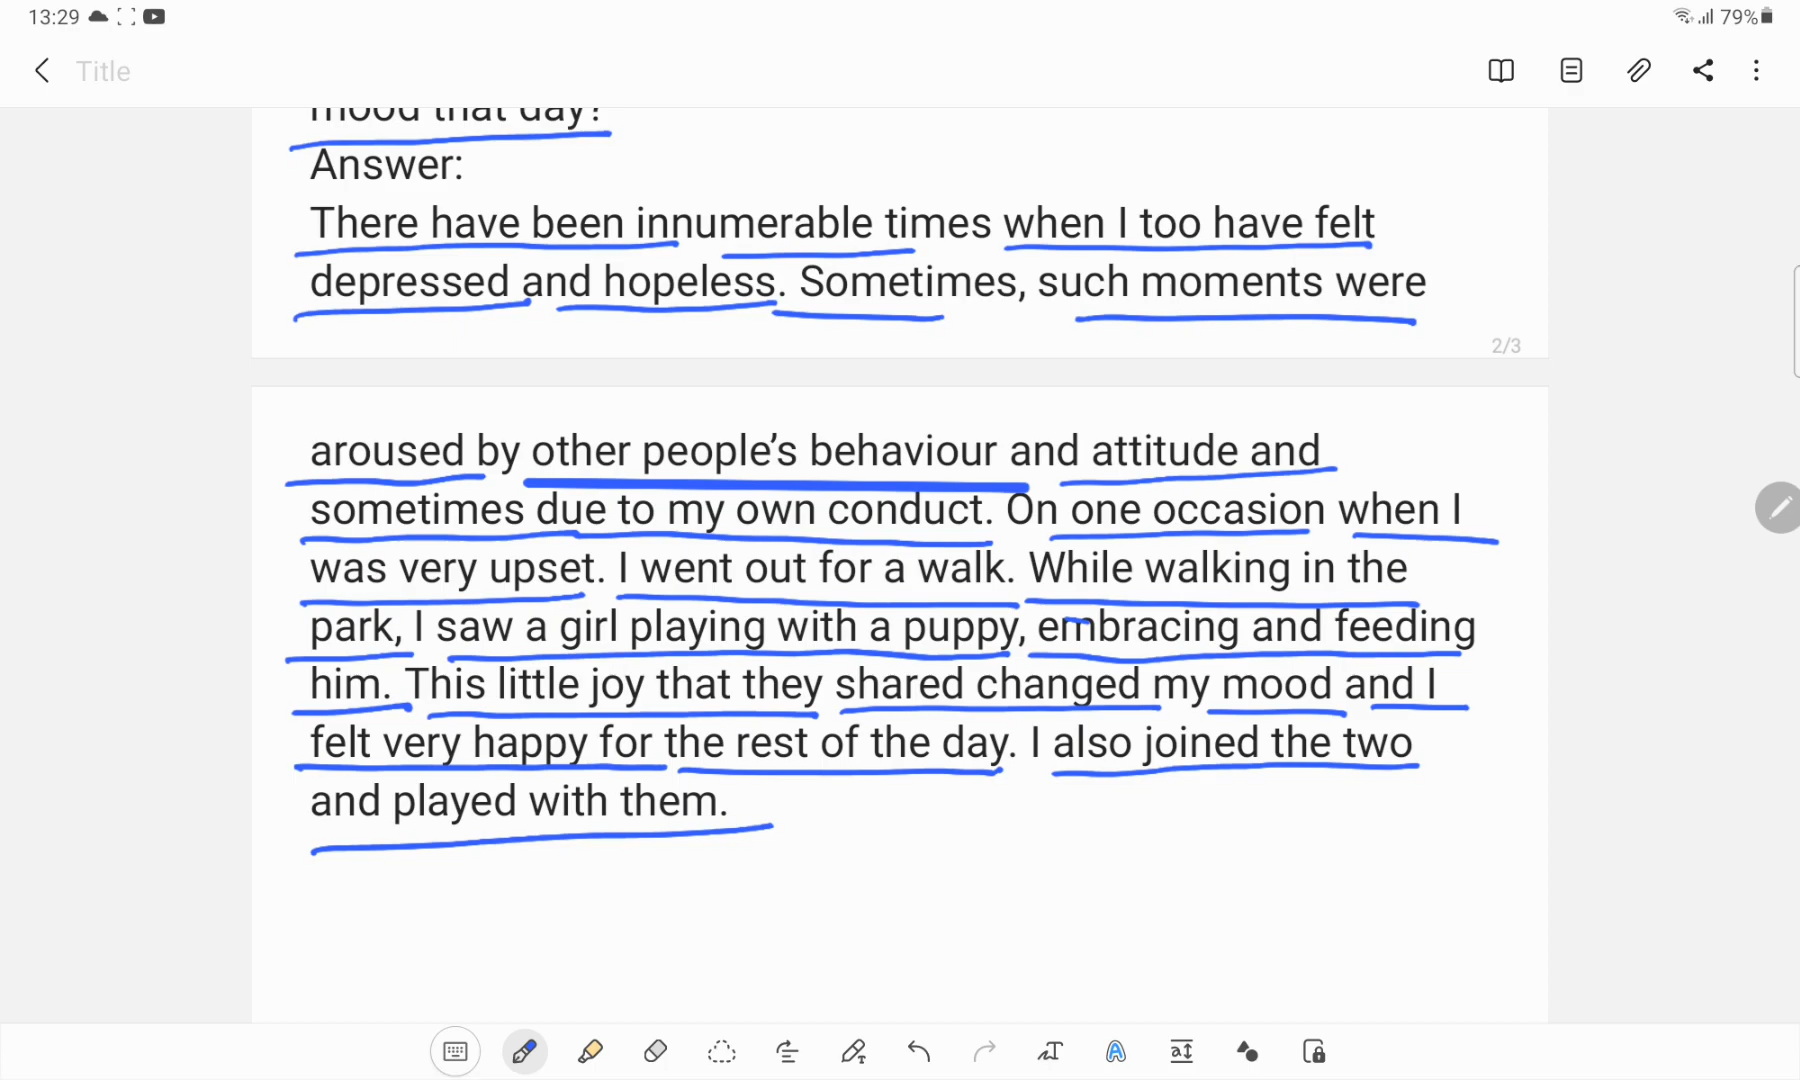 13:29
79%
Title
mood that day?
Answer:
There have been innumerable times when I too have felt
depressed and hopeless. Sometimes, such moments were
2/3
aroused by other people’s behaviour and attitude and
sometimes due to my own conduct. On one occasion when I
was very upset. I went out for a walk. While walking in the
park, I saw a girl playing with a puppy, embracing and feeding
him. This little joy that they shared changed my mood and I
felt very happy for the rest of the day. I also joined the two
and played with them.